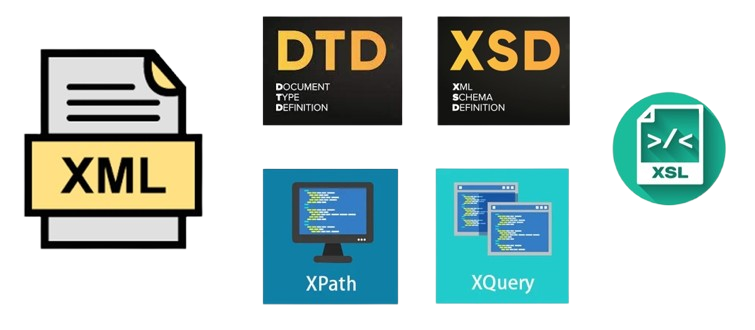 XML
DTD
DOCUMENT
TYPE
DEFINITION
XSD
XML
SCHEMA
DEFINITION
XPath
XQuery
>/<
XSL